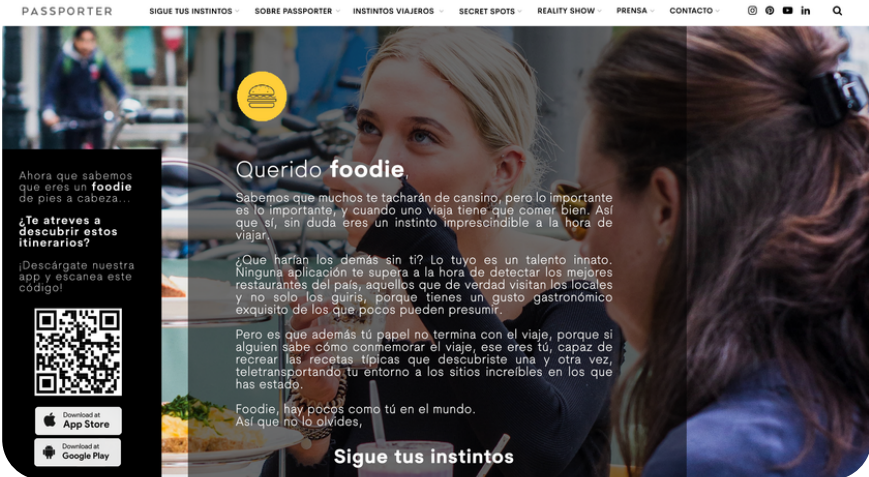 PASSPORTER
SIGUE TUS INSTINTOS
SOBRE PASSPORTER
INSTINTOS VIAJEROS
SECRET SPOTS
REALITY SHOW
PRENSA
CONTACTO
Ahora que sabemos
que eres un foodie
de pies a cabeza...
¿Te atreves a
descubrir estos
itinerarios?
¡Descárgate nuestra
app y escanea este
código!
Download at
App Store
Download at
Google Play
Querido foodie,
Sabemos que muchos te tacharán de cansino, pero lo importante
es lo importante, y cuando uno viaja tiene que comer bien. Así
que sí, sin duda eres un instinto imprescindible a la hora de
viajar.
¿Que harían los demás sin ti? Lo tuyo es un talento innato.
Ninguna aplicación te supera a la hora de detectar los mejores
restaurantes del país, aquellos que de verdad visitan los locales
y no solo los guiris, porque tienes un gusto gastronómico
exquisito de los que pocos pueden presumir.
Pero es que además tú papel no termina con el viaje, porque si
alguien sabe cómo conmemorar el viaje, ese eres tú, capaz de
recrear las recetas típicas que descubriste una y otra vez,
teletransportando tu entorno a los sitios increíbles en los que
has estado.
Foodie, hay pocos como tú en el mundo.
Así que no lo olvides,
Sigue tus instintos